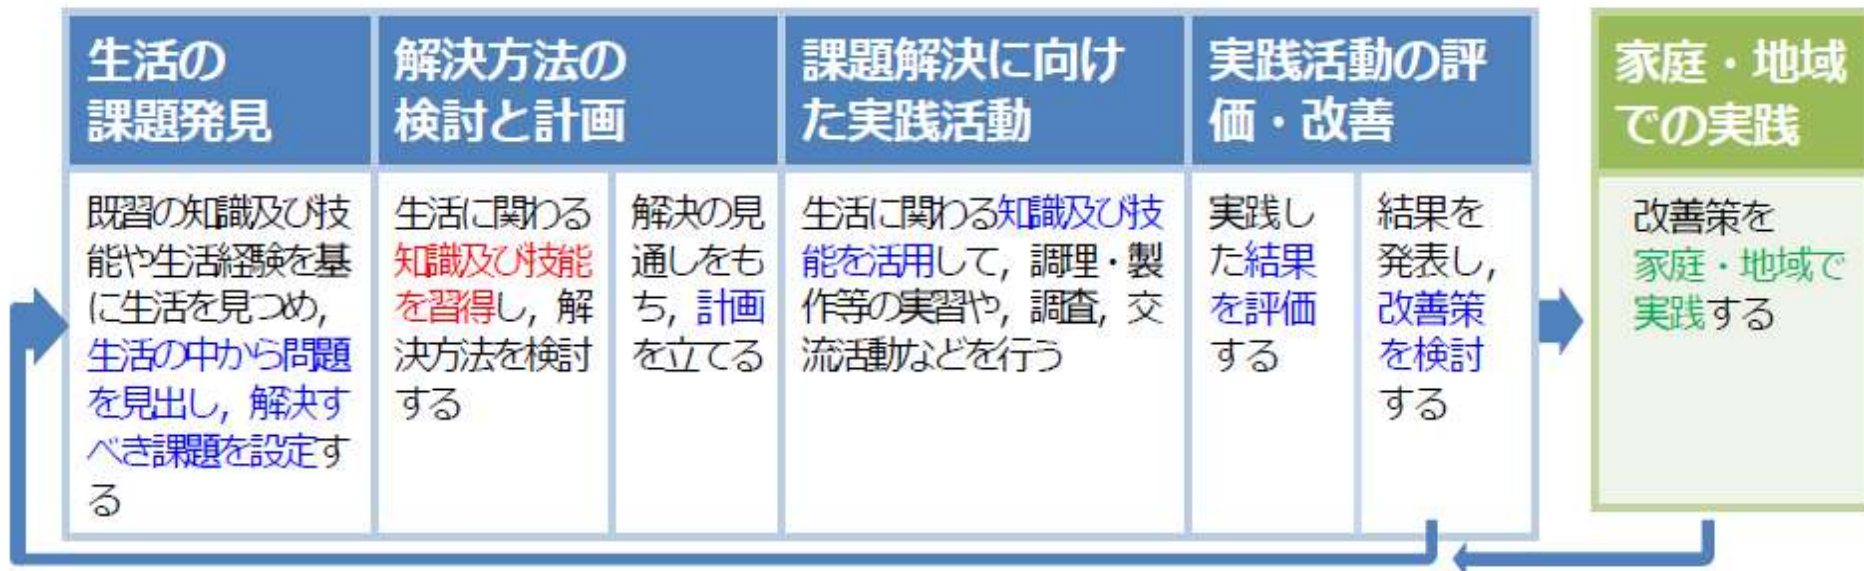 生活の
課題発見
解決方法の
検討と計画
課題解決に向け
た実践活動
実践活動の評
価・改善
家庭・地域
での実践
既習の知識及び技
能や生活経験を基
に生活を見つめ,
生活の中から問題
を見出し, 解決す
べき課題を設定す
る
生活に関わる
知識及び技能
を習得し, 解
決方法を検討
する
解決の見
通しをも
ち, 計画
を立てる
生活に関わる知識及び技
能を活用して, 調理・製
作等の実習や, 調査, 交
流活動などを行う
実践し
た結果
を評価
する
結果を
発表し,
改善策
を検討
する
改善策を
家庭・地域で
実践する